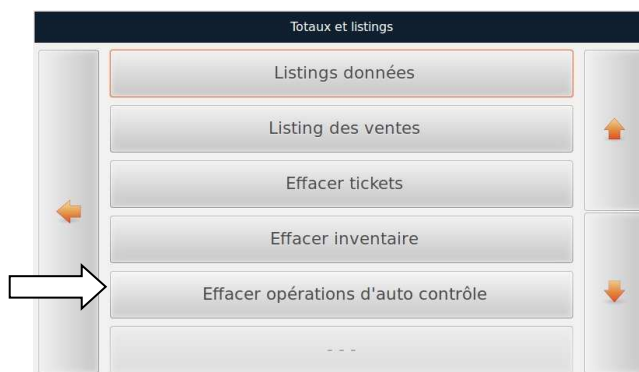 Totaux et listings
Listings données
Listing des ventes
Effacer tickets
Effacer inventaire
Effacer opérations d'auto contrôle
- - -